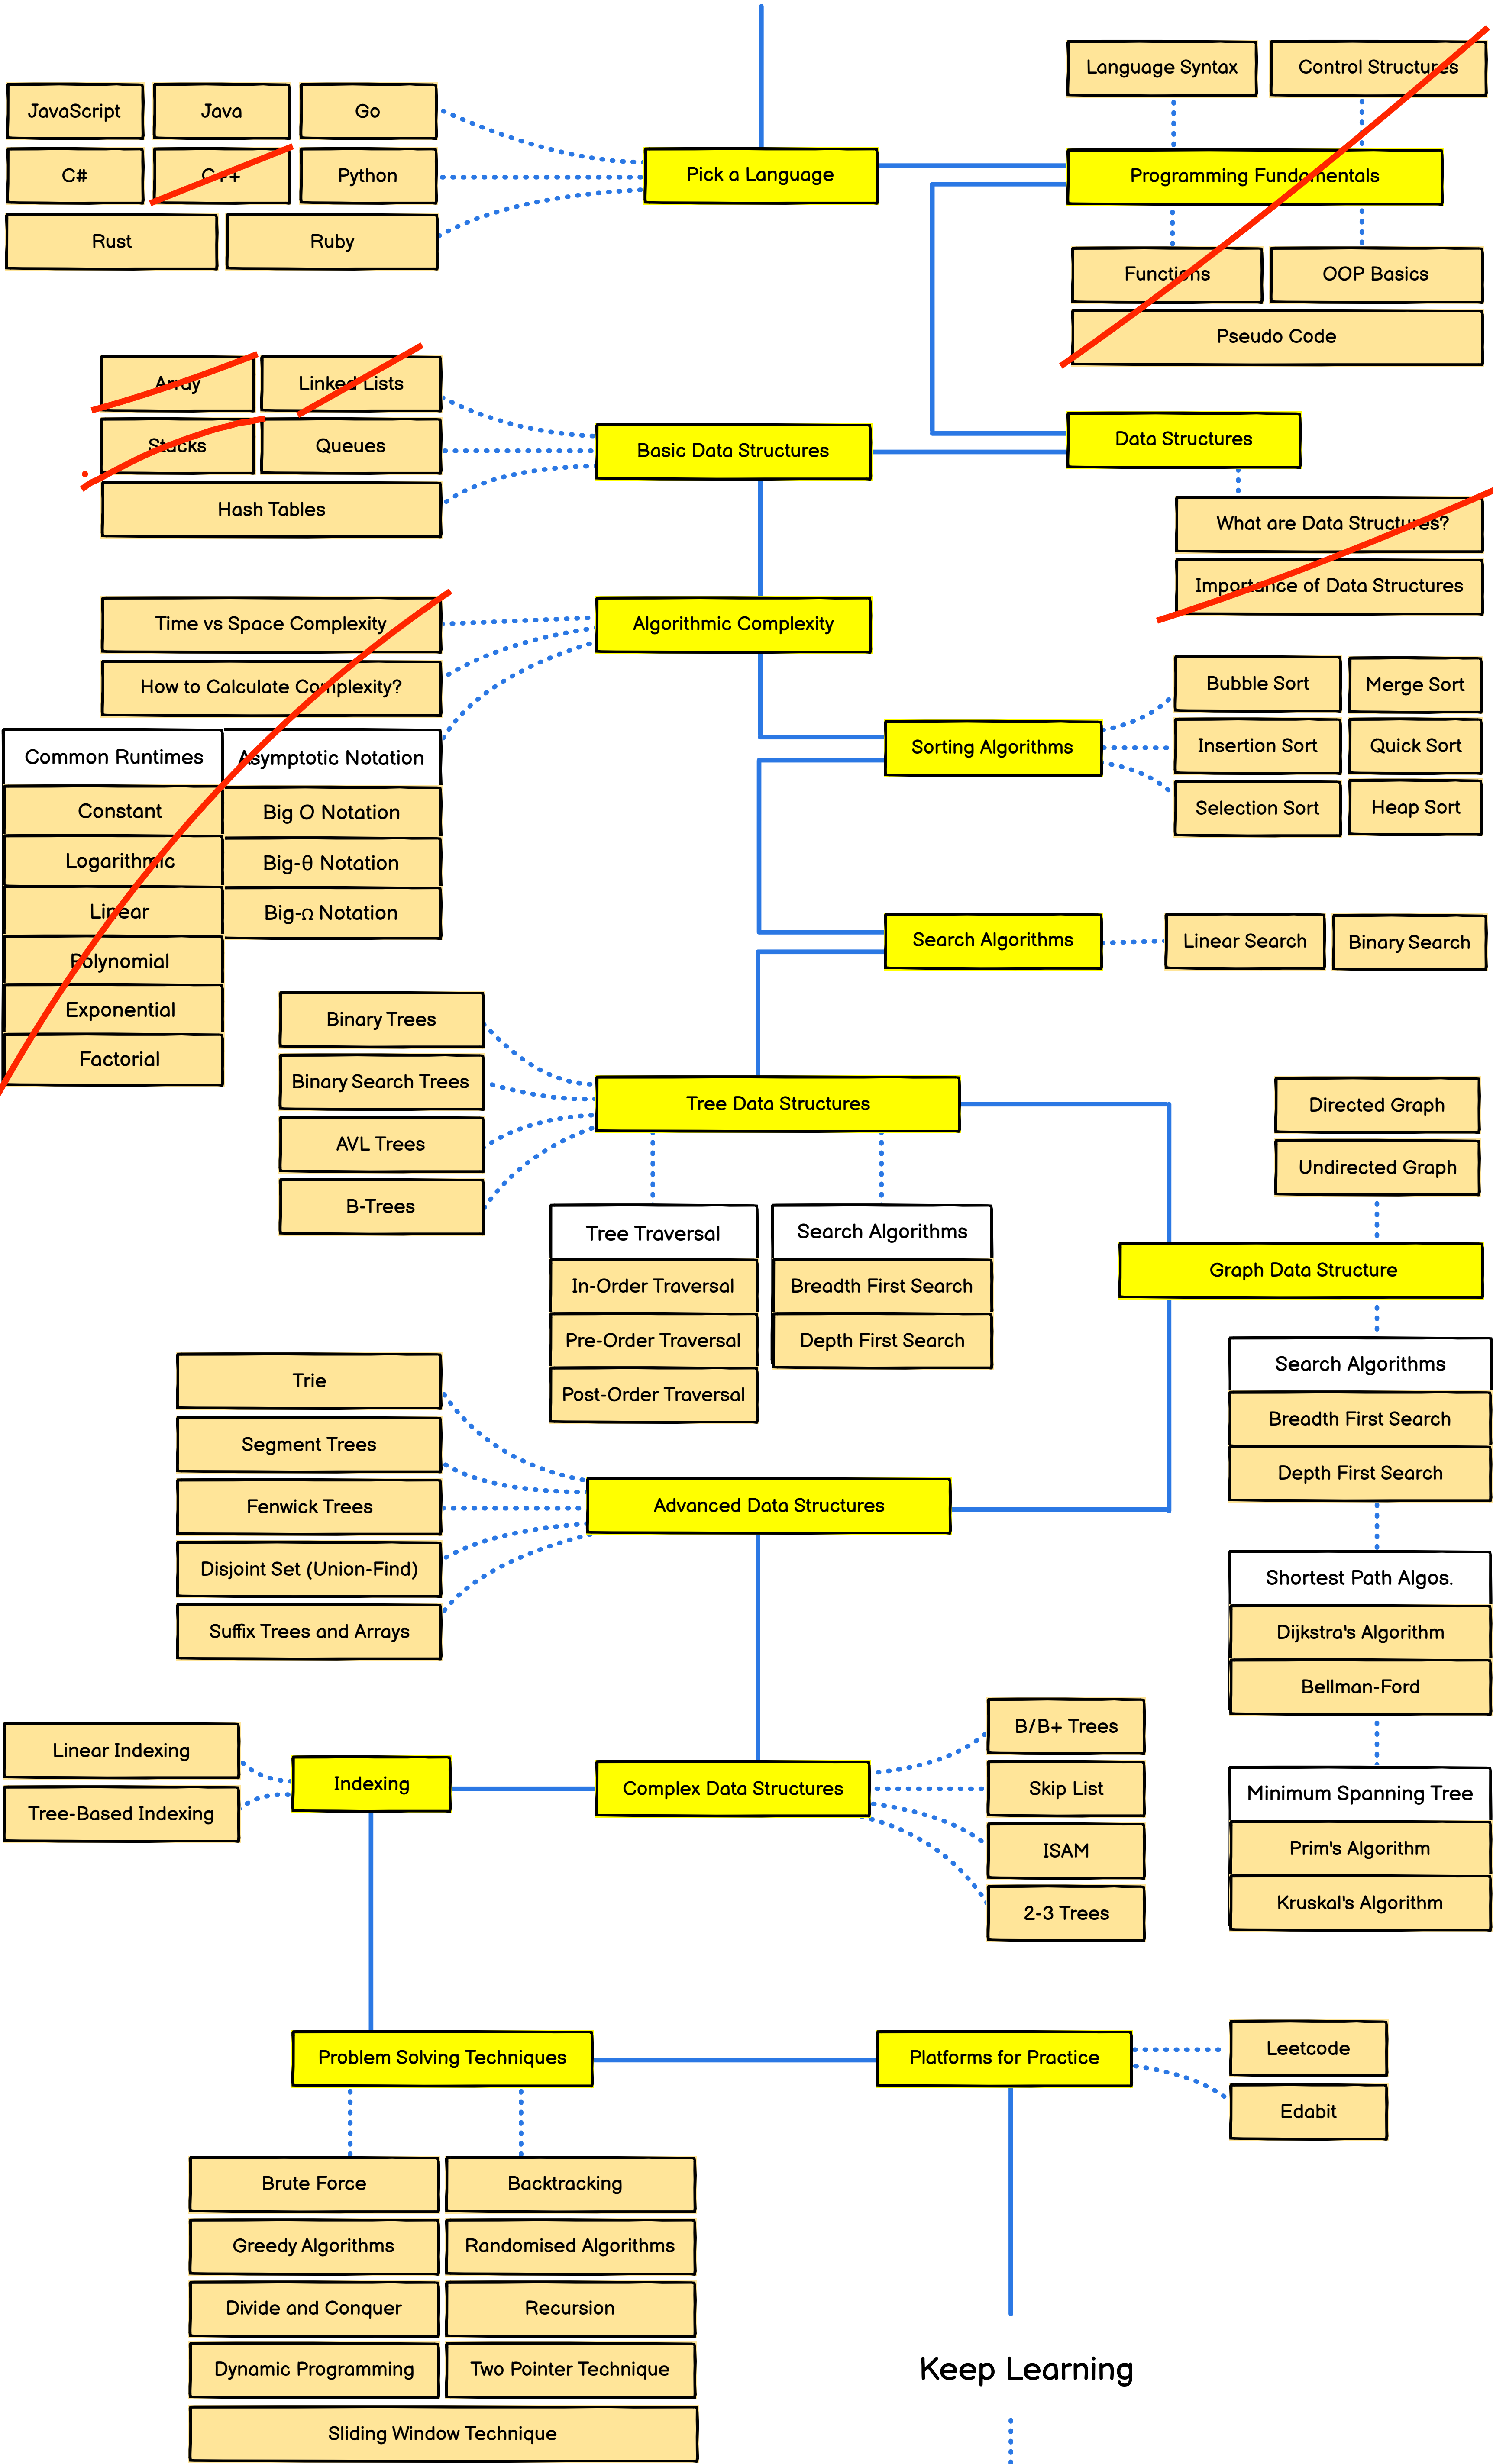 Language Syntax
Control Structures
JavaScript
Java
Go
C#
C++
Python
Rust
Ruby
Pick a Language
Programming Fundamentals
Functions
OOP Basics
Pseudo Code
Array
Linked Lists
Stacks
Queues
Hash Tables
Basic Data Structures
Data Structures
What are Data Structures?
Importance of Data Structures
Time vs Space Complexity
How to Calculate Complexity?
Algorithmic Complexity
Common Runtimes
Constant
Logarithmic
Linear
Polynomial
Exponential
Factorial
Asymptotic Notation
Big O Notation
Big-θ Notation
Big-Ω Notation
Sorting Algorithms
Bubble Sort
Merge Sort
Insertion Sort
Quick Sort
Selection Sort
Heap Sort
Search Algorithms
Linear Search
Binary Search
Binary Trees
Binary Search Trees
AVL Trees
B-Trees
Tree Data Structures
Tree Traversal
In-Order Traversal
Pre-Order Traversal
Post-Order Traversal
Search Algorithms
Breadth First Search
Depth First Search
Directed Graph
Undirected Graph
Graph Data Structure
Search Algorithms
Breadth First Search
Depth First Search
Shortest Path Algos.
Dijkstra's Algorithm
Bellman-Ford
Minimum Spanning Tree
Prim's Algorithm
Kruskal's Algorithm
Trie
Segment Trees
Fenwick Trees
Disjoint Set (Union-Find)
Suffix Trees and Arrays
Advanced Data Structures
Linear Indexing
Tree-Based Indexing
Indexing
Complex Data Structures
B/B+ Trees
Skip List
ISAM
2-3 Trees
Problem Solving Techniques
Platforms for Practice
Leetcode
Edabit
Brute Force
Backtracking
Greedy Algorithms
Randomised Algorithms
Divide and Conquer
Recursion
Dynamic Programming
Two Pointer Technique
Sliding Window Technique
Keep Learning